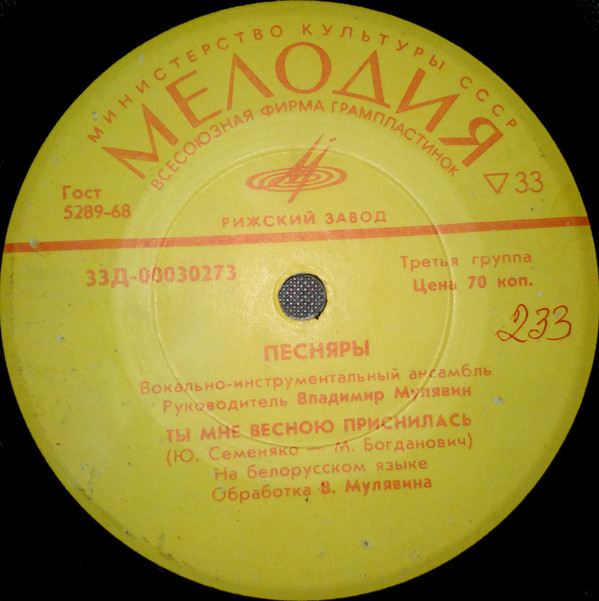 МИНИСТЕРСТВО КУЛЬТУРЫ СССР
МЕЛОДИЯ
ВСЕСОЮЗНАЯ ФИРМА ГРАМПЛАСТИНОК
Гост
5289-68
▽33
РИЖСКИЙ ЗАВОД
33Д-00030273
Третья группа
Цена 70 коп.
233
ПЕСНЯРЫ
Вокально-инструментальный ансамбль
Руководитель Владимир Мулявин
ТЫ МНЕ ВЕСНОЮ ПРИСНИЛАСЬ
(Ю. Семеняко — М. Богданович)
На белорусском языке
Обработка В. Мулявина